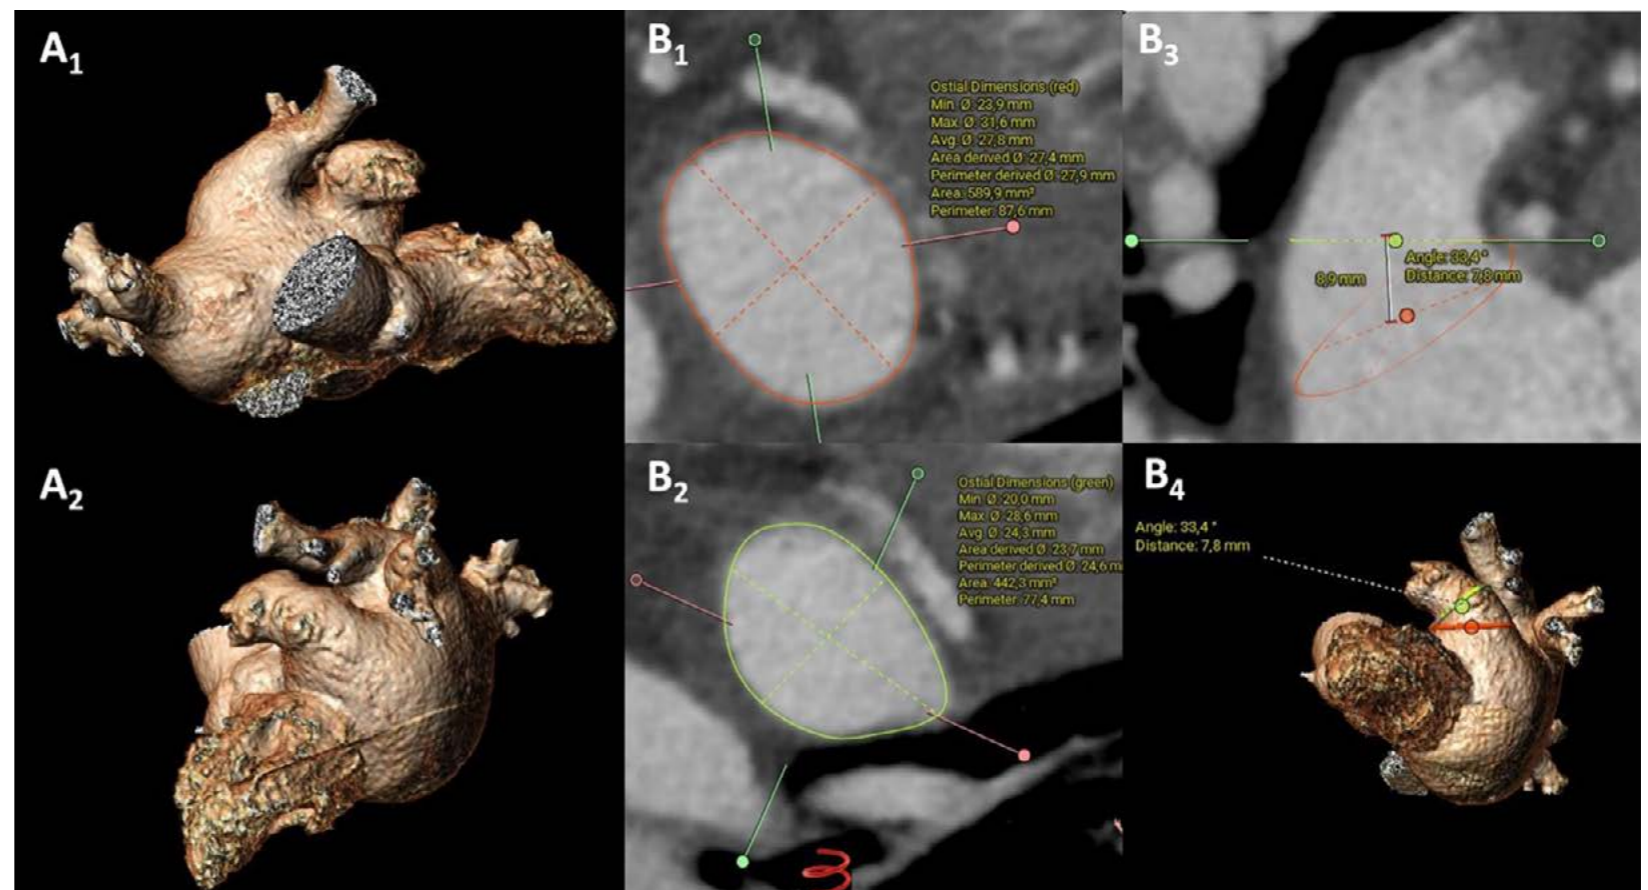 A1
B1
Ostial Dimensions (red)
Min. Ø: 23,9 mm
Max. Ø: 31,6 mm
Avg. Ø: 27,8 mm
Area derived Ø: 27,4 mm
Perimeter derived Ø: 27,9 mm
Area: 589,9 mm²
Perimeter: 87,6 mm
B3
8,9 mm
Angle: 33,4 °
Distance: 7,8 mm
A2
B2
Ostial Dimensions (green)
Min. Ø: 20,0 mm
Max. Ø: 28,6 mm
Avg. Ø: 24,3 mm
Area derived Ø: 23,7 mm
Perimeter derived Ø: 24,6 m
Area: 442,3 mm²
Perimeter: 77,4 mm
B4
Angle: 33,4 °
Distance: 7,8 mm